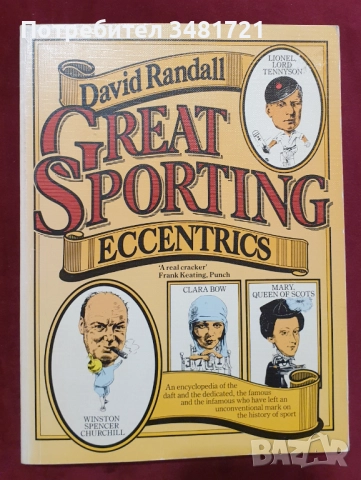 Потребител 3481721
David Randall
LIONEL,
LORD
TENNYSON
GREAT
SPORTING
ECCENTRICS
'A real cracker'
Frank Keating, Punch
WINSTON
SPENCER
CHURCHILL
CLARA BOW
MARY,
QUEEN OF SCOTS
An encyclopedia of the
daft and the dedicated, the famous
and the infamous who have left an
unconventional mark on
the history of sport
BAZAR